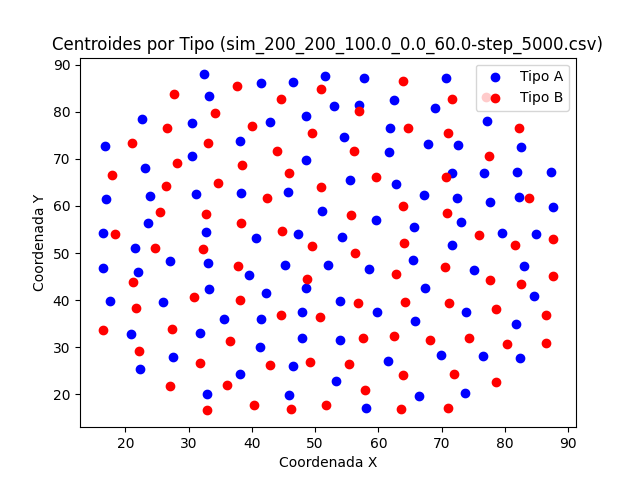 Centroides por Tipo (sim_200_200_100.0_0.0_60.0-step_5000.csv)
Tipo A
Tipo B
90
80
70
60
50
40
30
20
Coordenada Y
20 30 40 50 60 70 80 90
Coordenada X